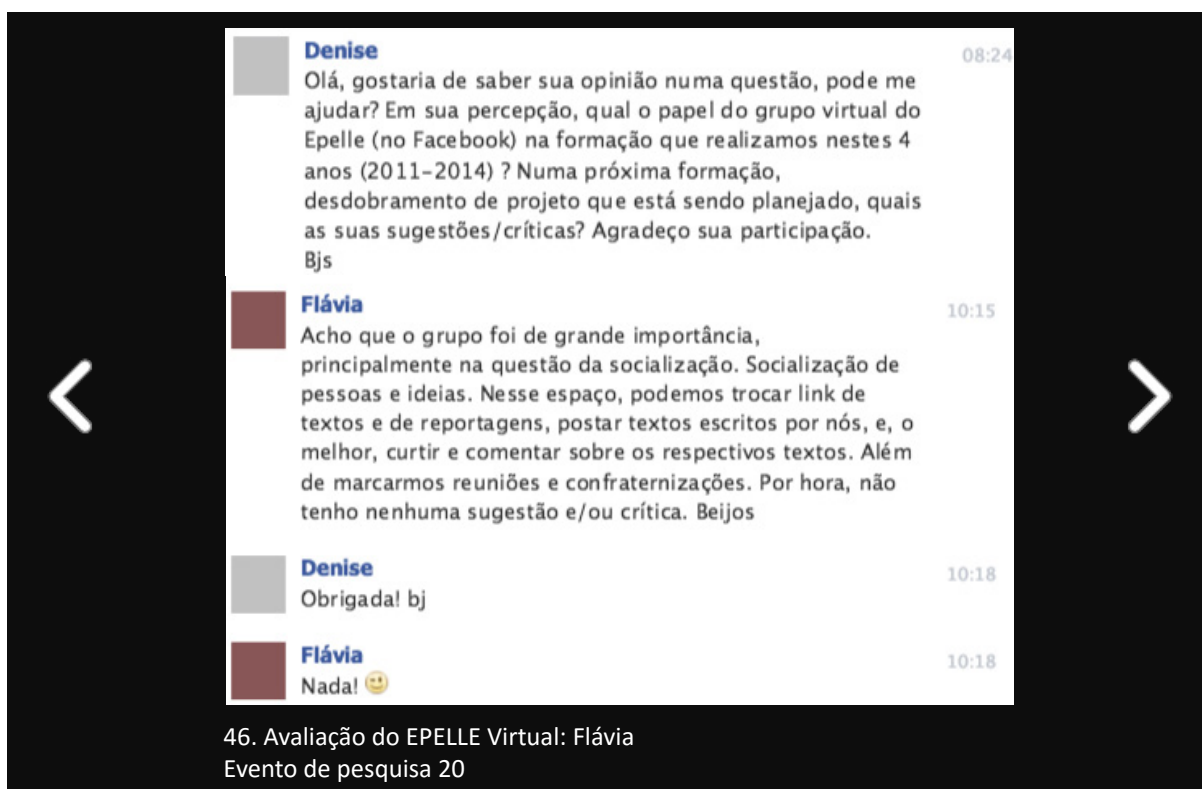 Denise
08:24
Olá, gostaria de saber sua opinião numa questão, pode me
ajudar? Em sua percepção, qual o papel do grupo virtual do
Epelle (no Facebook) na formação que realizamos nestes 4
anos (2011-2014) ? Numa próxima formação,
desdobramento de projeto que está sendo planejado, quais
as suas sugestões/críticas? Agradeço sua participação.
Bjs
Flávia
10:15
Acho que o grupo foi de grande importância,
principalmente na questão da socialização. Socialização de
pessoas e ideias. Nesse espaço, podemos trocar link de
textos e de reportagens, postar textos escritos por nós, e, o
melhor, curtir e comentar sobre os respectivos textos. Além
de marcarmos reuniões e confraternizações. Por hora, não
tenho nenhuma sugestão e/ou crítica. Beijos
Denise
10:18
Obrigada! bj
Flávia
10:18
Nada!
46. Avaliação do EPELLE Virtual: Flávia
Evento de pesquisa 20